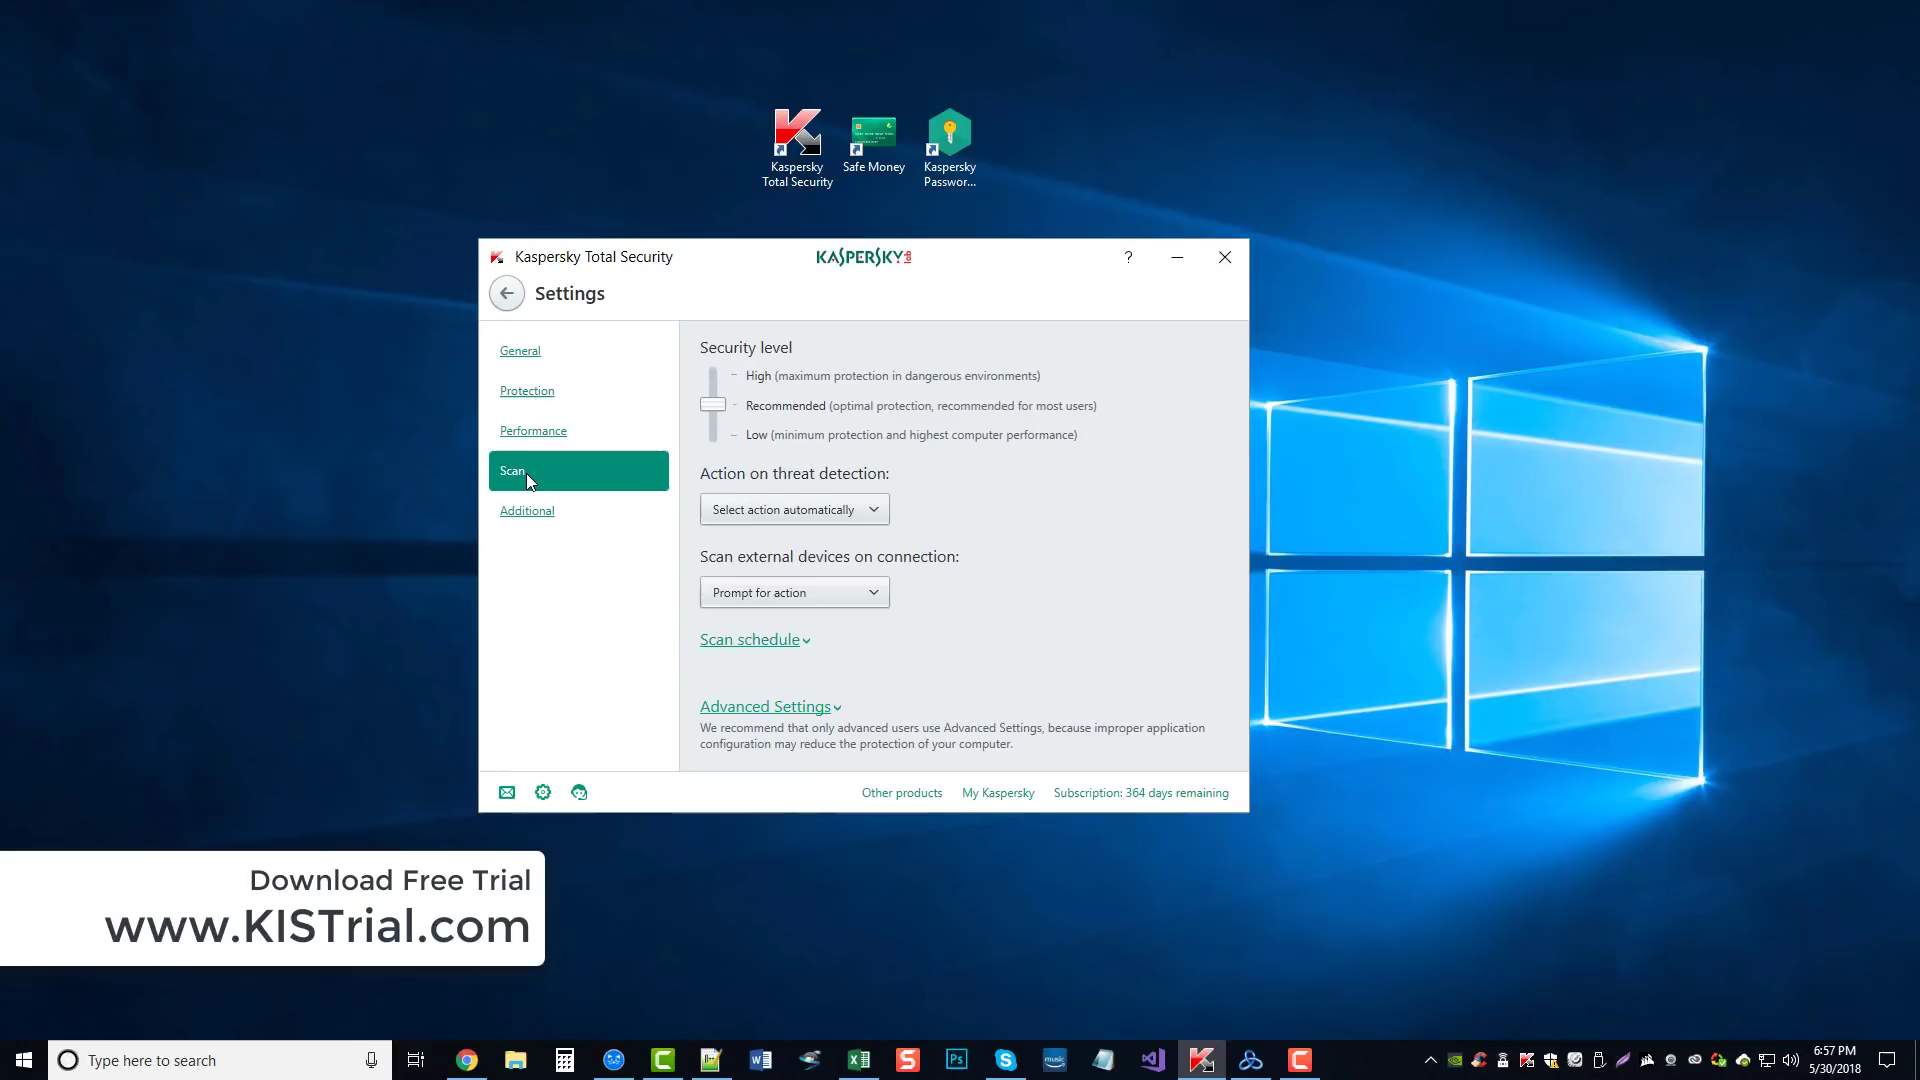 Kaspersky
Total Security
Safe Money
Kaspersky
Passwor...
Kaspersky Total Security
KASPERSKY lab
?
Settings
General
Protection
Performance
Scan
Additional
Security level
High (maximum protection in dangerous environments)
Recommended (optimal protection, recommended for most users)
Low (minimum protection and highest computer performance)
Action on threat detection:
Select action automatically
Scan external devices on connection:
Prompt for action
Scan schedule
Advanced Settings
We recommend that only advanced users use Advanced Settings, because improper application
configuration may reduce the protection of your computer.
Other products
My Kaspersky
Subscription: 364 days remaining
Download Free Trial
www.KISTrial.com
Type here to search
Ps
music
6:57 PM
5/30/2018